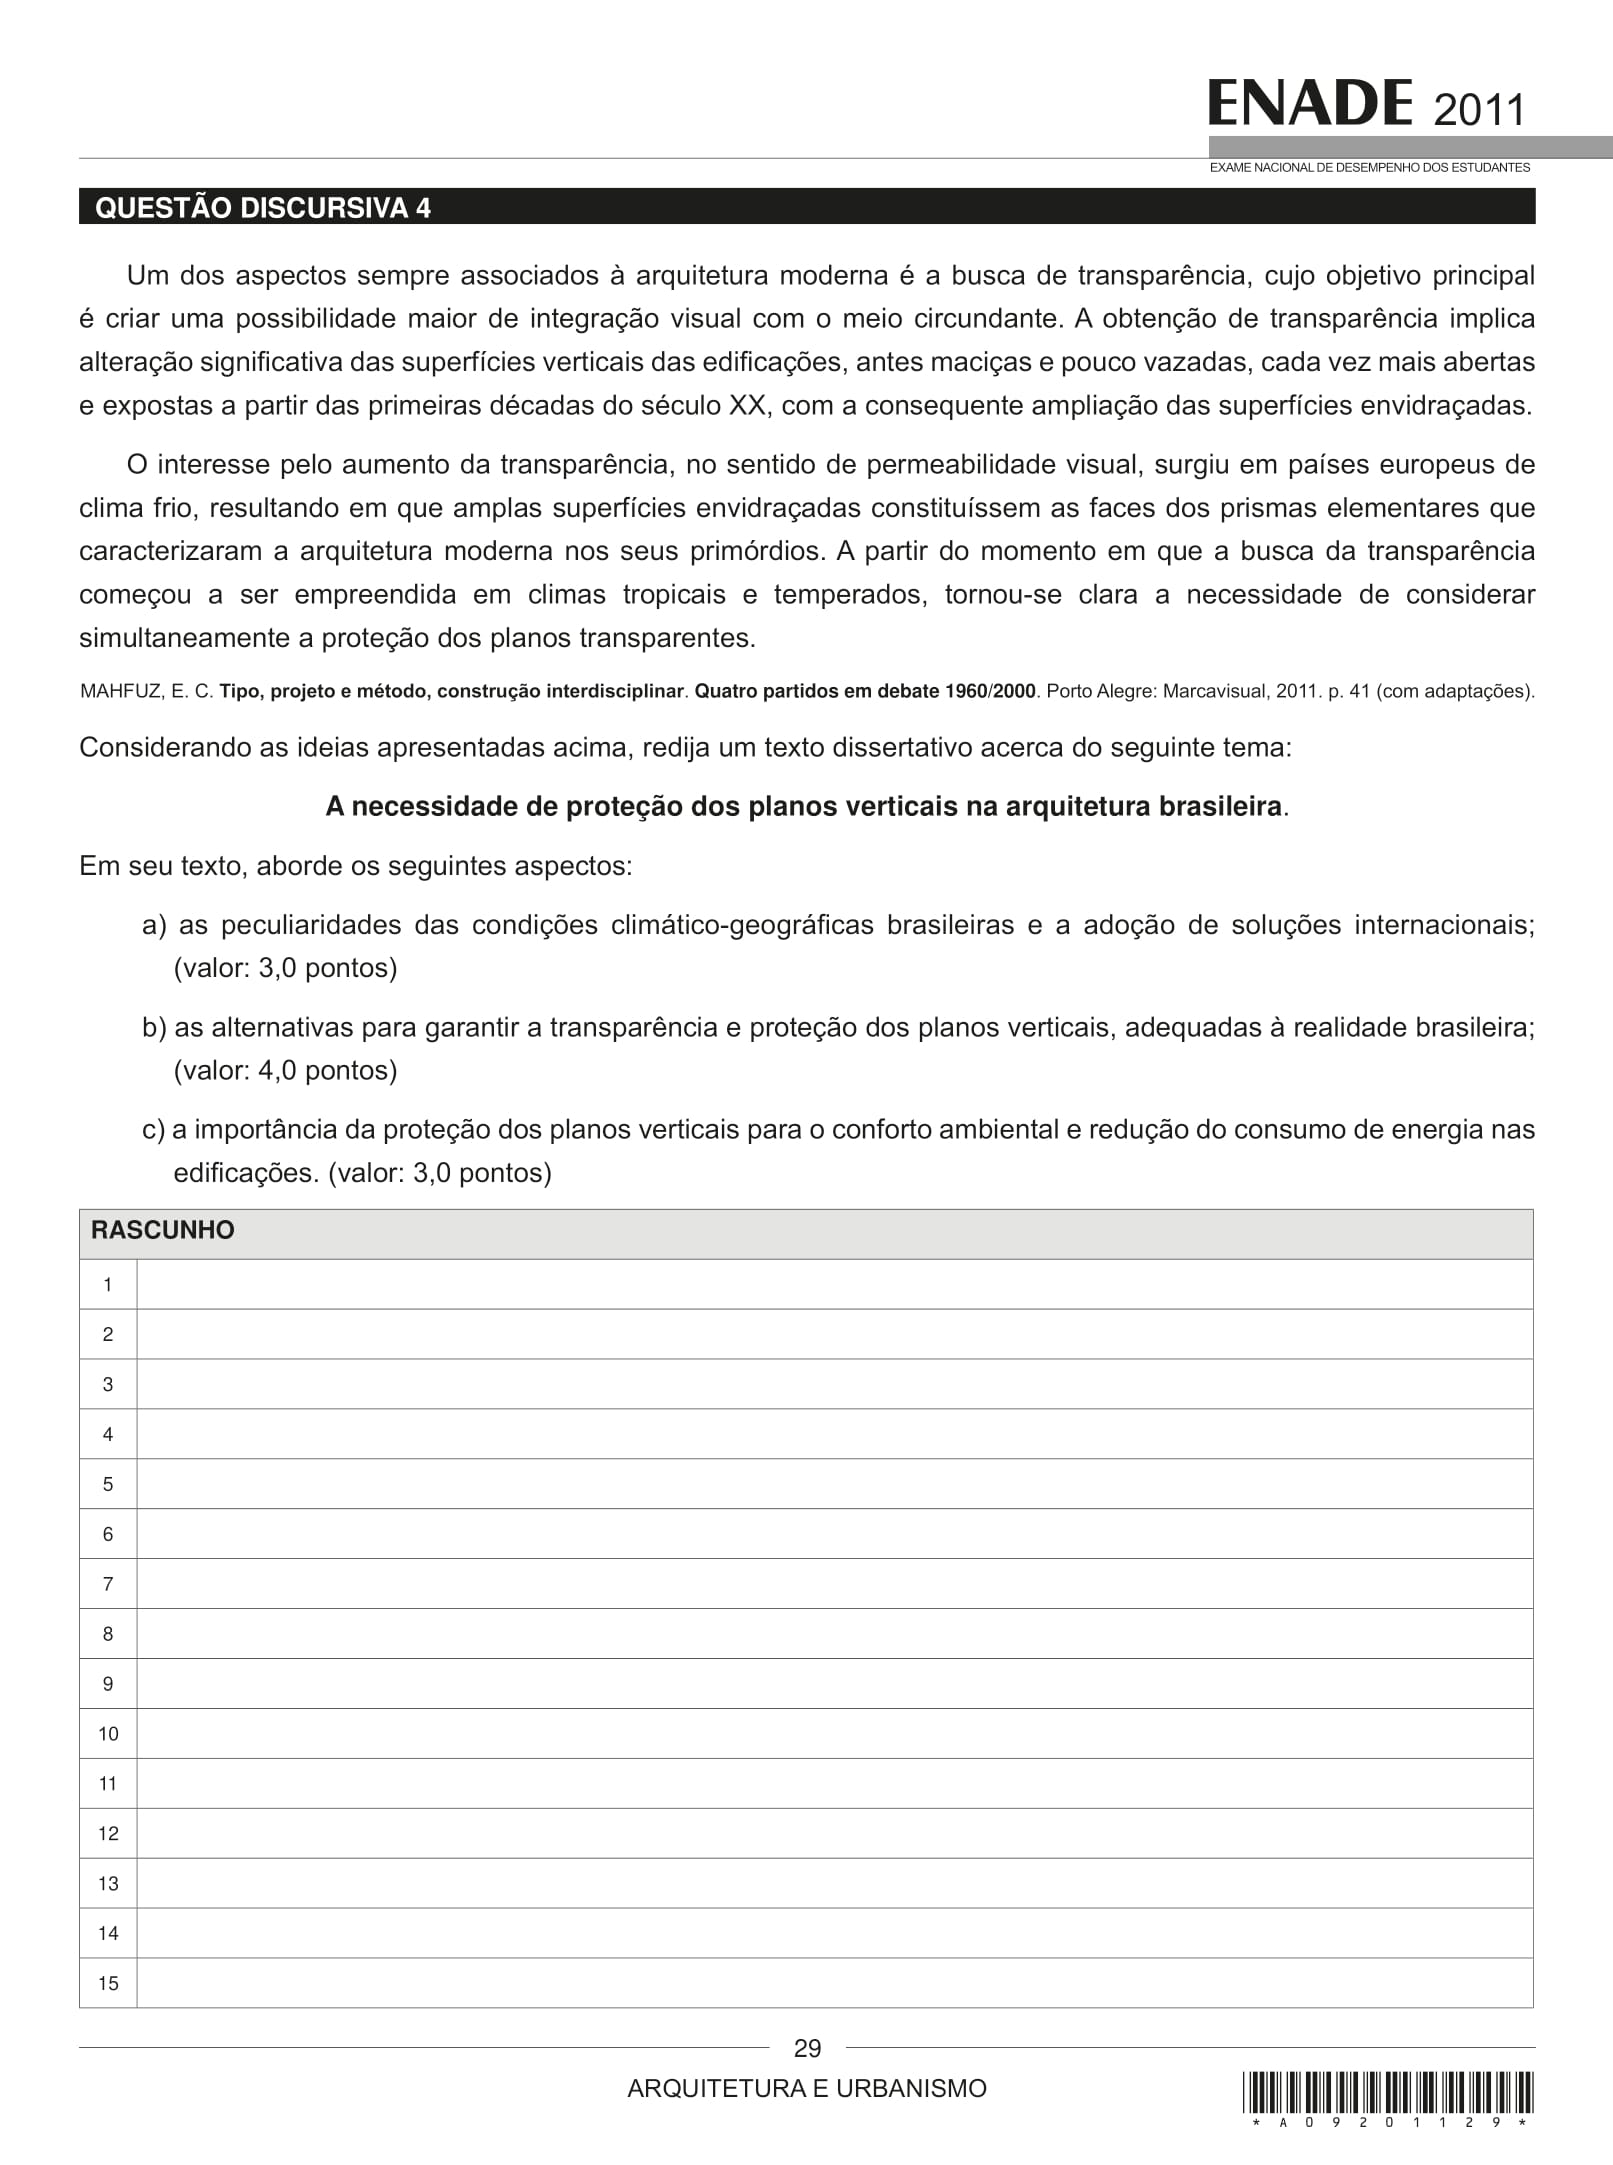 ENADE 2011
EXAME NACIONAL DE DESEMPENHO DOS ESTUDANTES
QUESTÃO DISCURSIVA 4
Um dos aspectos sempre associados à arquitetura moderna é a busca de transparência, cujo objetivo principal
é criar uma possibilidade maior de integração visual com o meio circundante. A obtenção de transparência implica
alteração significativa das superfícies verticais das edificações, antes maciças e pouco vazadas, cada vez mais abertas
e expostas a partir das primeiras décadas do século XX, com a consequente ampliação das superfícies envidraçadas.
O interesse pelo aumento da transparência, no sentido de permeabilidade visual, surgiu em países europeus de
clima frio, resultando em que amplas superfícies envidraçadas constituíssem as faces dos prismas elementares que
caracterizaram a arquitetura moderna nos seus primórdios. A partir do momento em que a busca da transparência
começou a ser empreendida em climas tropicais e temperados, tornou-se clara a necessidade de considerar
simultaneamente a proteção dos planos transparentes.
MAHFUZ, E. C. Tipo, projeto e método, construção interdisciplinar. Quatro partidos em debate 1960/2000. Porto Alegre: Marcavisual, 2011. p. 41 (com adaptações).
Considerando as ideias apresentadas acima, redija um texto dissertativo acerca do seguinte tema:
A necessidade de proteção dos planos verticais na arquitetura brasileira.
Em seu texto, aborde os seguintes aspectos:
a) as peculiaridades das condições climático-geográficas brasileiras e a adoção de soluções internacionais;
(valor: 3,0 pontos)
b) as alternativas para garantir a transparência e proteção dos planos verticais, adequadas à realidade brasileira;
(valor: 4,0 pontos)
c) a importância da proteção dos planos verticais para o conforto ambiental e redução do consumo de energia nas
edificações. (valor: 3,0 pontos)
RASCUNHO
1
2
3
4
5
6
7
8
9
10
11
12
13
14
15
29
ARQUITETURA E URBANISMO
* A 0 9 2 0 1 1 2 9 *